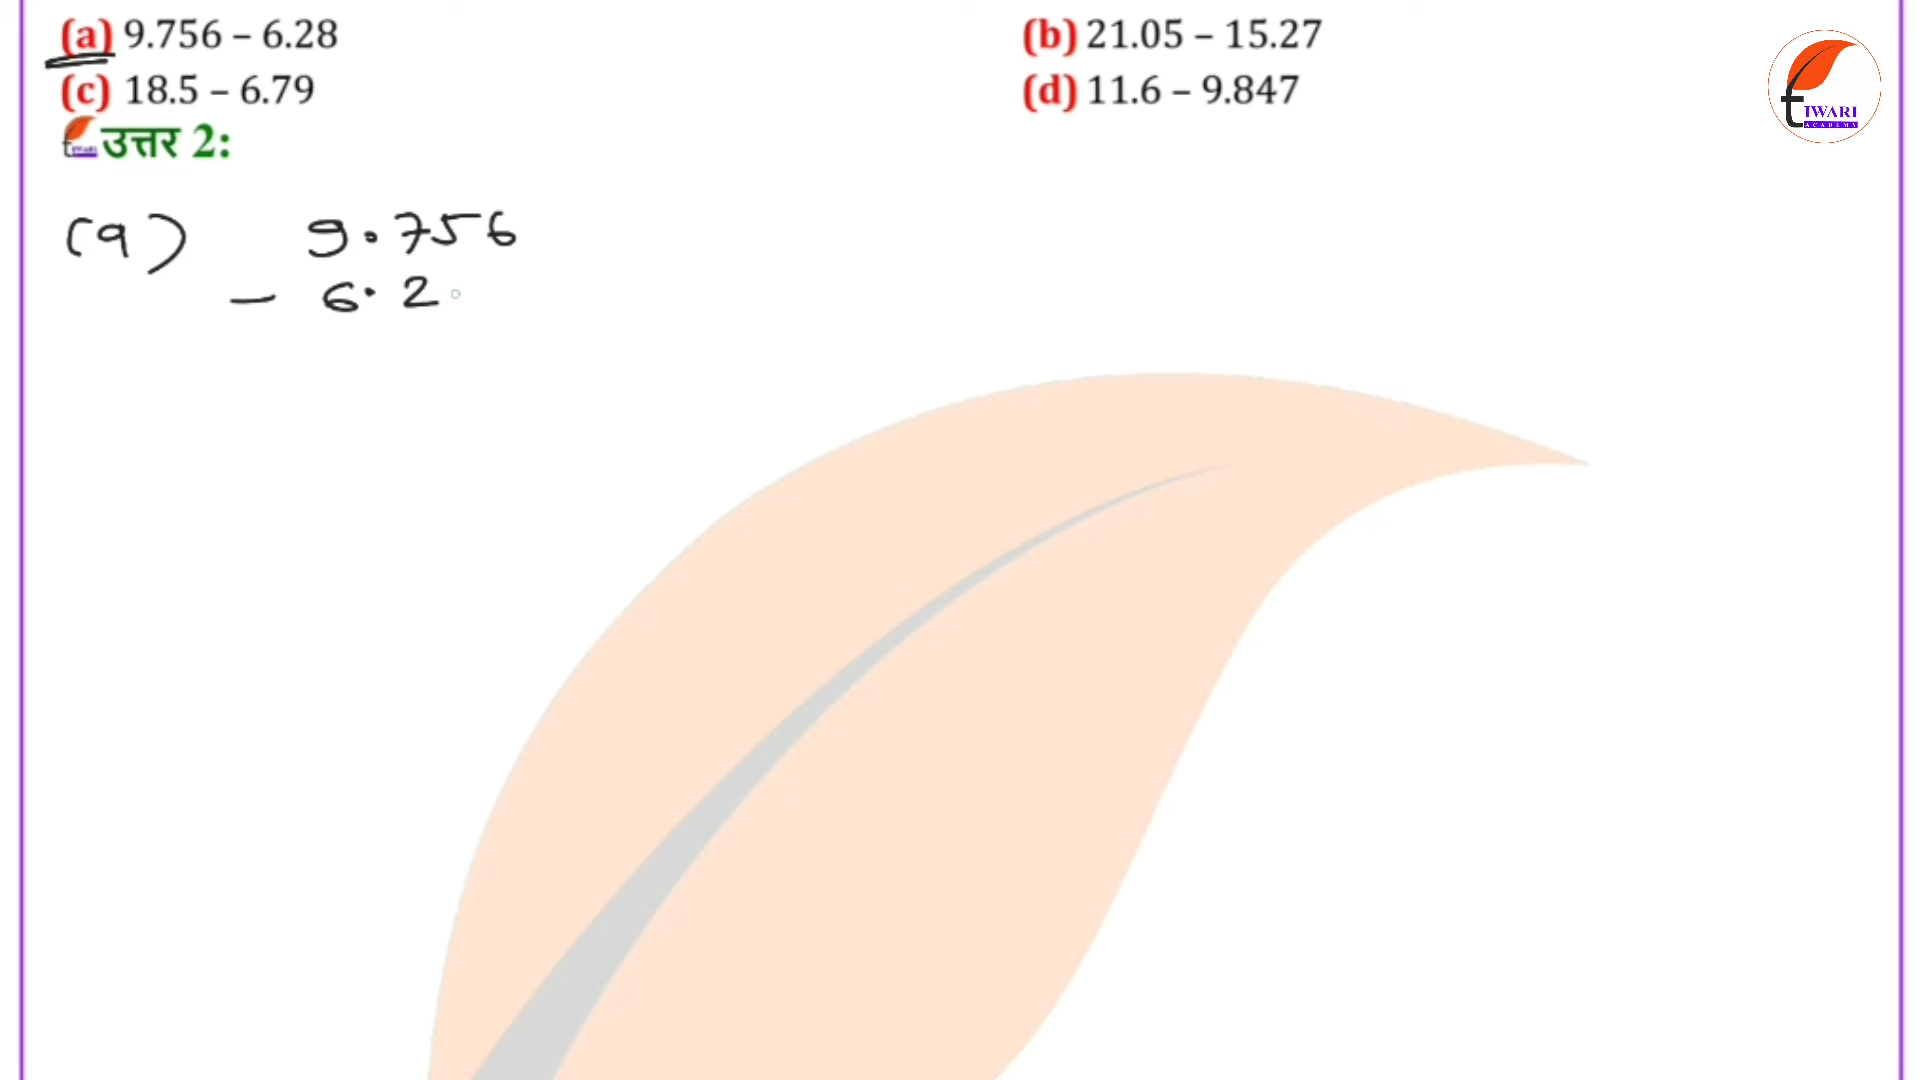 (a) 9.756 – 6.28 (b) 21.05 – 15.27
(c) 18.5 – 6.79 (d) 11.6 – 9.847
उत्तर 2:
(a) 9.756
– 6.2
TIWARI
ACADEMY